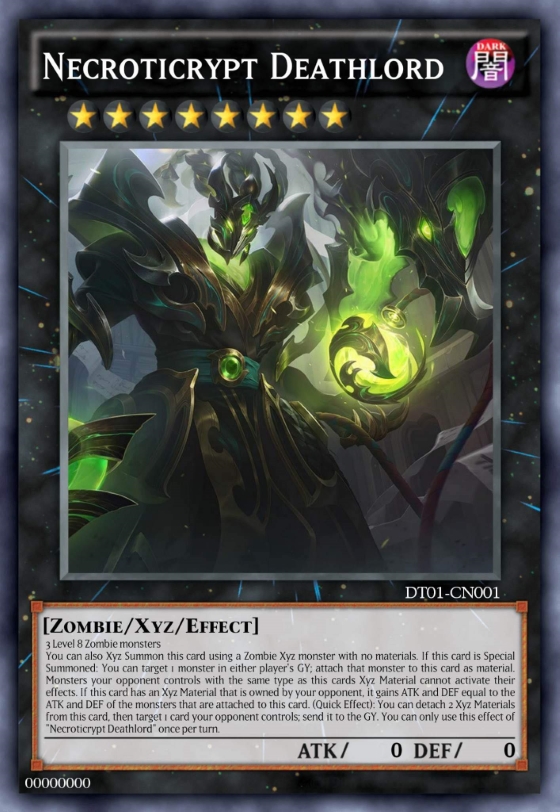 NECROTICRYPT DEATHLORD
DARK
闇
DT01-CN001
[ZOMBIE/XYZ/EFFECT]
3 Level 8 Zombie monsters
You can also Xyz Summon this card using a Zombie Xyz monster with no materials. If this card is Special
Summoned: You can target 1 monster in either player's GY; attach that monster to this card as material.
Monsters your opponent controls with the same type as this cards Xyz Material cannot activate their
effects. If this card has an Xyz Material that is owned by your opponent, it gains ATK and DEF equal to the
ATK and DEF of the monsters that are attached to this card. (Quick Effect): You can detach 2 Xyz Materials
from this card, then target 1 card your opponent controls; send it to the GY. You can only use this effect of
"Necroticrypt Deathlord" once per turn.
ATK/ 0 DEF/ 0
00000000